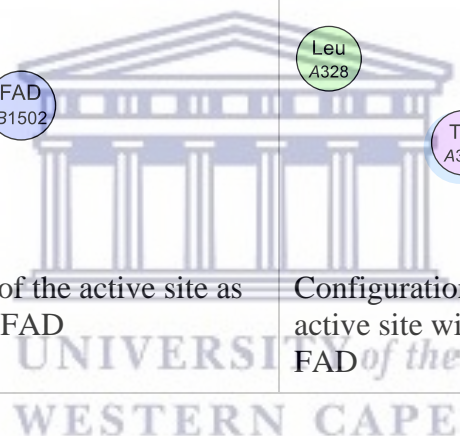 FAD
B1502
Leu
A328
of the active site as
FAD
Configuration
active site
FAD
UNIVERSITY of the
WESTERN CAPE